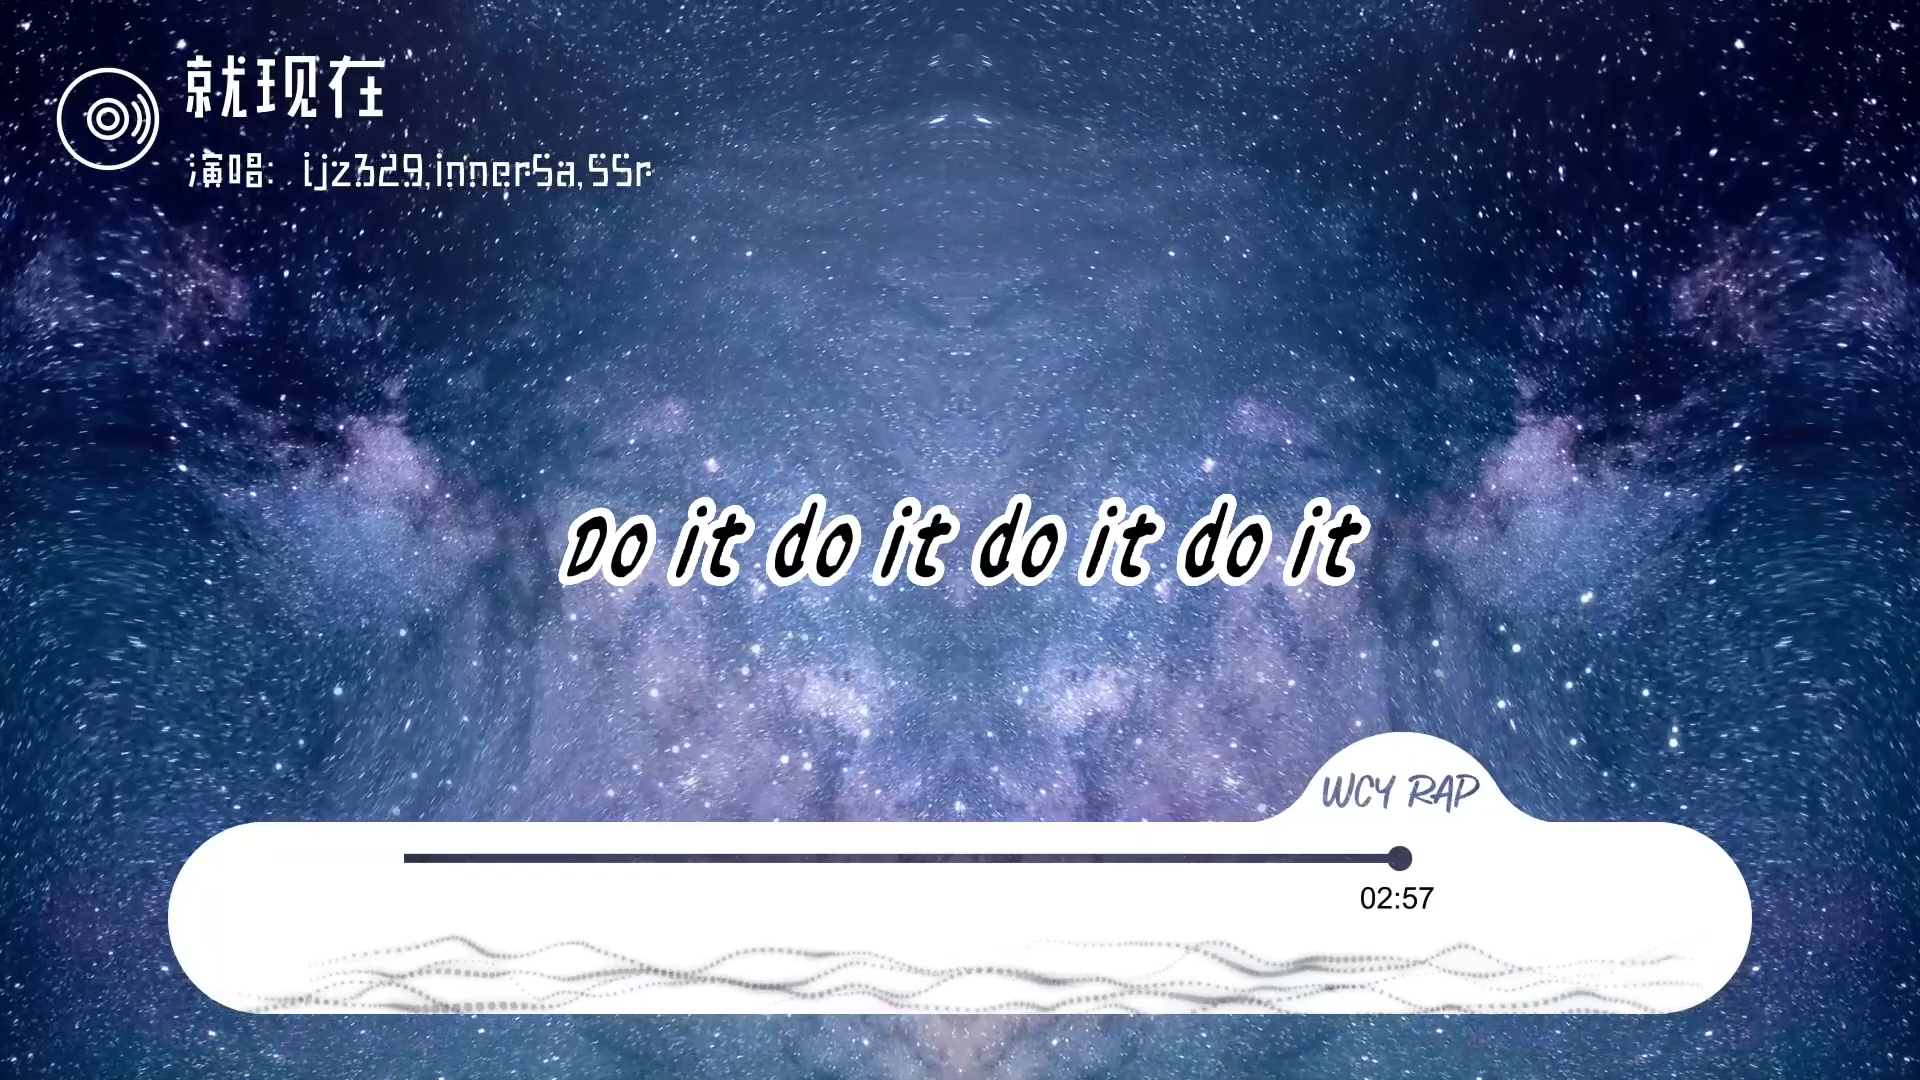 就现在
演唱: ijz329,innerSa,SSr
Do it do it do it do it
WCY RAP
02:57